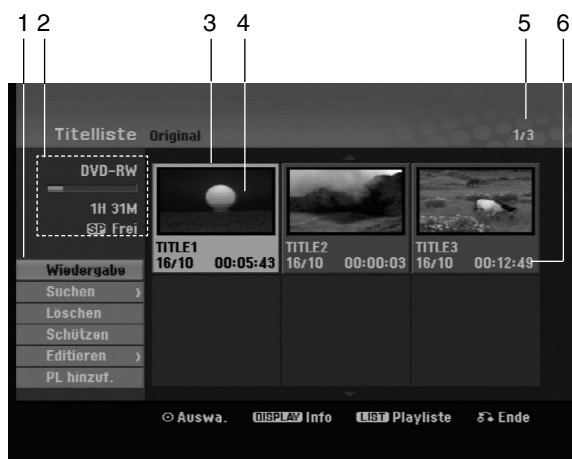 1 2 3 4 5 6
Titelliste Original 1/3
DVD-RW
1H 31M
SP Frei
TITLE1 TITLE2 TITLE3
16/10 00:05:43 16/10 00:00:03 16/10 00:12:49
Wiedergabe
Suchen
Löschen
Schützen
Editieren
PL hinzuf.
Auswa. DISPLAY Info LIST Playliste Ende